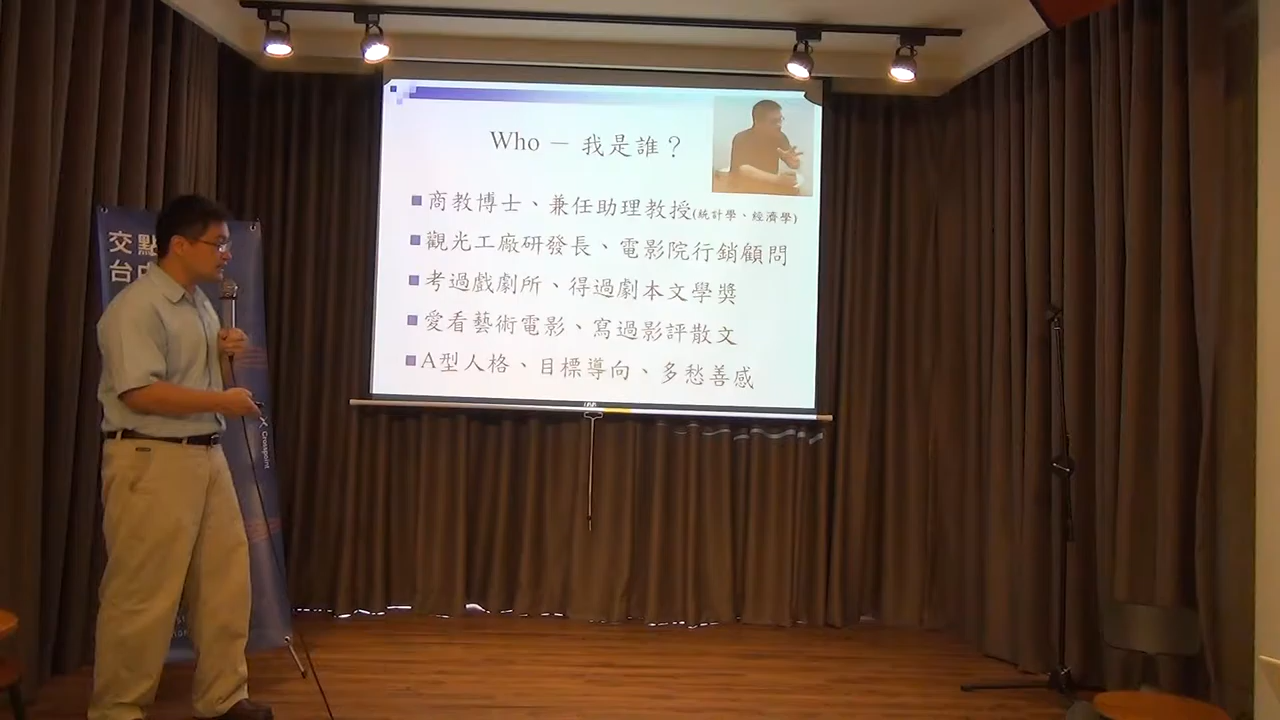 Who － 我是誰？
商教博士、兼任助理教授(統計學、經濟學)
觀光工廠研發長、電影院行銷顧問
考過戲劇所、得過劇本文學獎
愛看藝術電影、寫過影評散文
A型人格、目標導向、多愁善感
交點
台中
Crosspoint